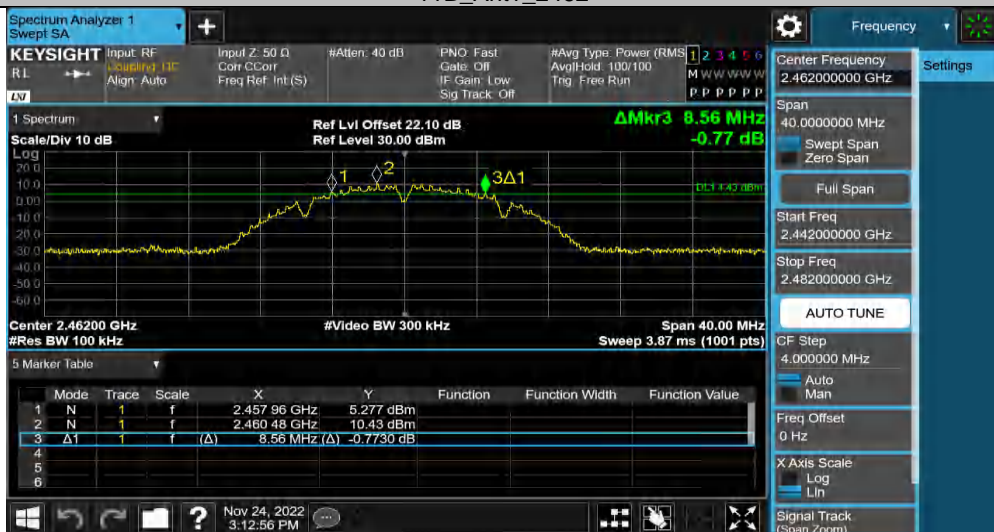 Spectrum Analyzer 1
Swept SA
Frequency
KEYSIGHT
RL
LXI
Input: RF
Coupling: DC
Align: Auto
Input Z: 50 Ω
Corr CCorr
Freq Ref: Int (S)
#Atten: 40 dB
PNO: Fast
Gate: Off
IF Gain: Low
Sig Track: Off
#Avg Type: Power (RMS
Avg|Hold: 100/100
Trig: Free Run
1 2 3 4 5 6
M W W W W W
P P P P P P
Center Frequency
2.462000000 GHz
Settings
Span
40.0000000 MHz
Swept Span
Zero Span
Full Span
Start Freq
2.442000000 GHz
Stop Freq
2.482000000 GHz
AUTO TUNE
CF Step
4.000000 MHz
Auto
Man
Freq Offset
0 Hz
X Axis Scale
Log
Lin
Signal Track
(Span Zoom)
1 Spectrum
Scale/Div 10 dB
Ref Lvl Offset 22.10 dB
Ref Level 30.00 dBm
ΔMkr3 8.56 MHz
-0.77 dB
Log
20.0
10.0
0.00
-10.0
-20.0
-30.0
-40.0
-50.0
-60.0
1
2
3Δ1
DL1 4.43 dBm
Center 2.46200 GHz
#Video BW 300 kHz
Span 40.00 MHz
#Res BW 100 kHz
Sweep 3.87 ms (1001 pts)
5 Marker Table
Mode Trace Scale X Y Function Function Width Function Value
1 N 1 f 2.457 96 GHz 5.277 dBm
2 N 1 f 2.460 48 GHz 10.43 dBm
3 Δ1 1 f (Δ) 8.56 MHz (Δ) -0.7730 dB
4
5
6
Nov 24, 2022
3:12:56 PM